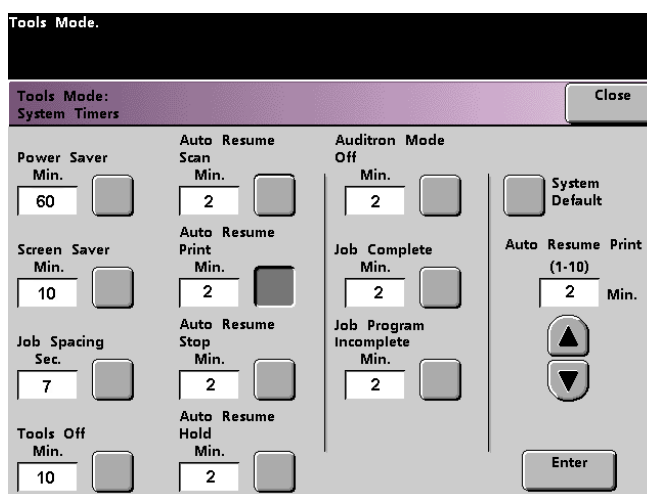 Tools Mode.
Tools Mode:
System Timers
Close
Power Saver
Min.
60
Screen Saver
Min.
10
Job Spacing
Sec.
7
Tools Off
Min.
10
Auto Resume
Scan
Min.
2
Auto Resume
Print
Min.
2
Auto Resume
Stop
Min.
2
Auto Resume
Hold
Min.
2
Auditron Mode
Off
Min.
2
Job Complete
Min.
2
Job Program
Incomplete
Min.
2
System
Default
Auto Resume Print
(1-10)
2 Min.
Enter